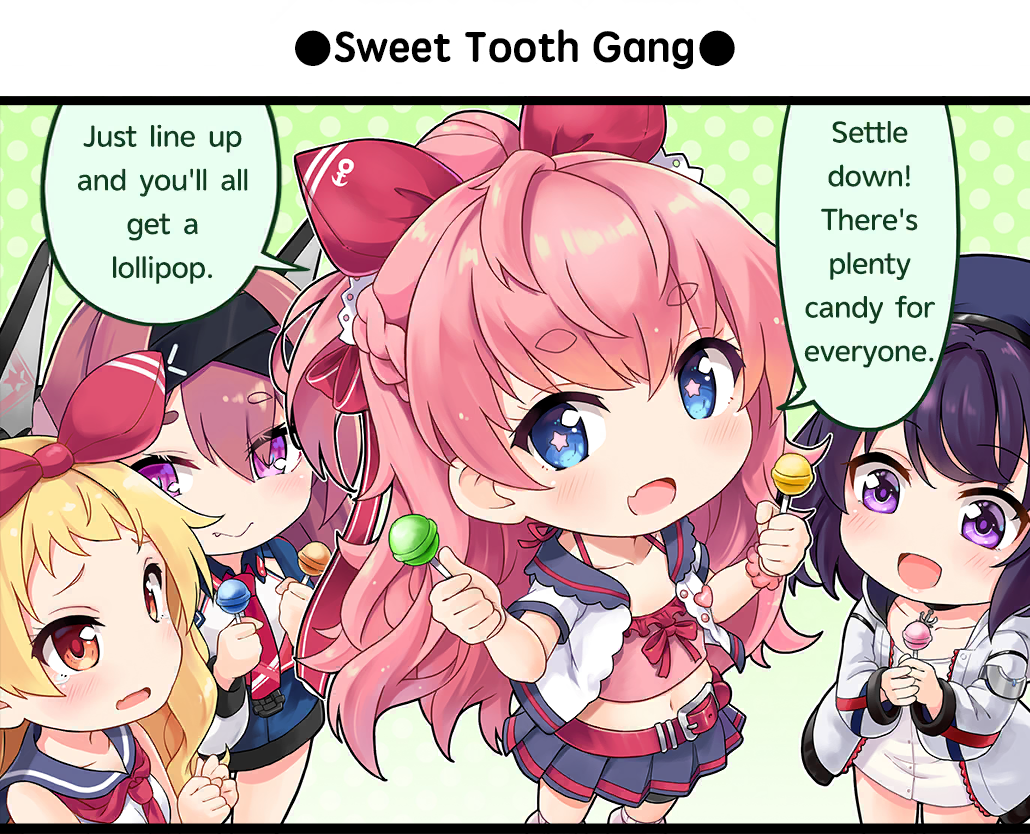 ●Sweet Tooth Gang●
Just line up
and you'll all
get a
lollipop.
Settle
down!
There's
plenty
candy for
everyone.